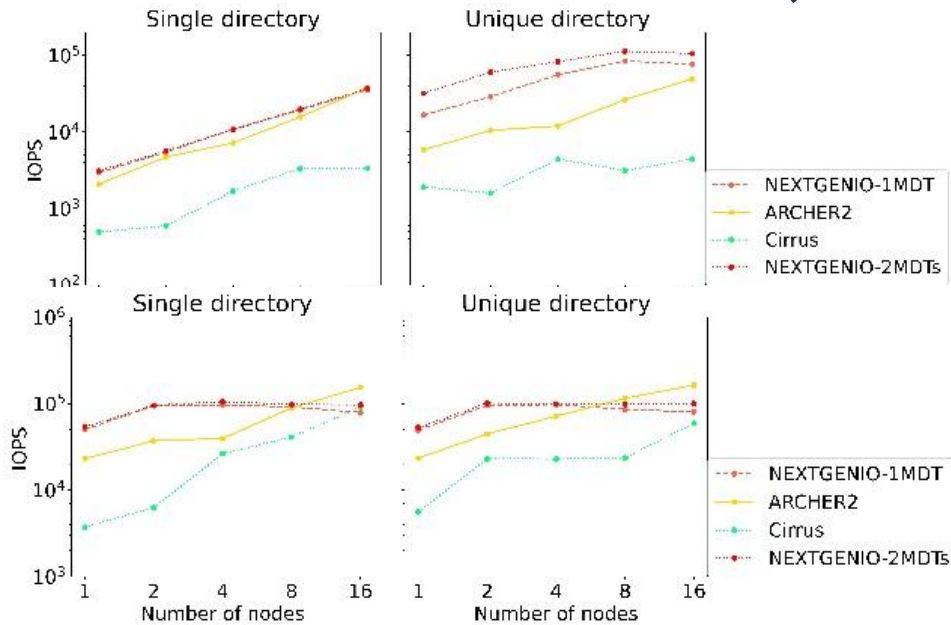 Single directory
Unique directory
10^5
10^4
10^3
10^2
IOPS
NEXTGENIO-1MDT
ARCHER2
Cirrus
NEXTGENIO-2MDTs
Single directory
Unique directory
10^6
10^5
10^4
10^3
IOPS
1 2 4 8 16
1 2 4 8 16
Number of nodes
Number of nodes
NEXTGENIO-1MDT
ARCHER2
Cirrus
NEXTGENIO-2MDTs